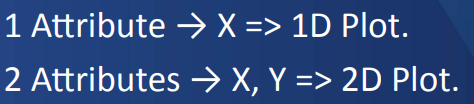 1 Attribute → X => 1D Plot.
2 Attributes → X, Y => 2D Plot.